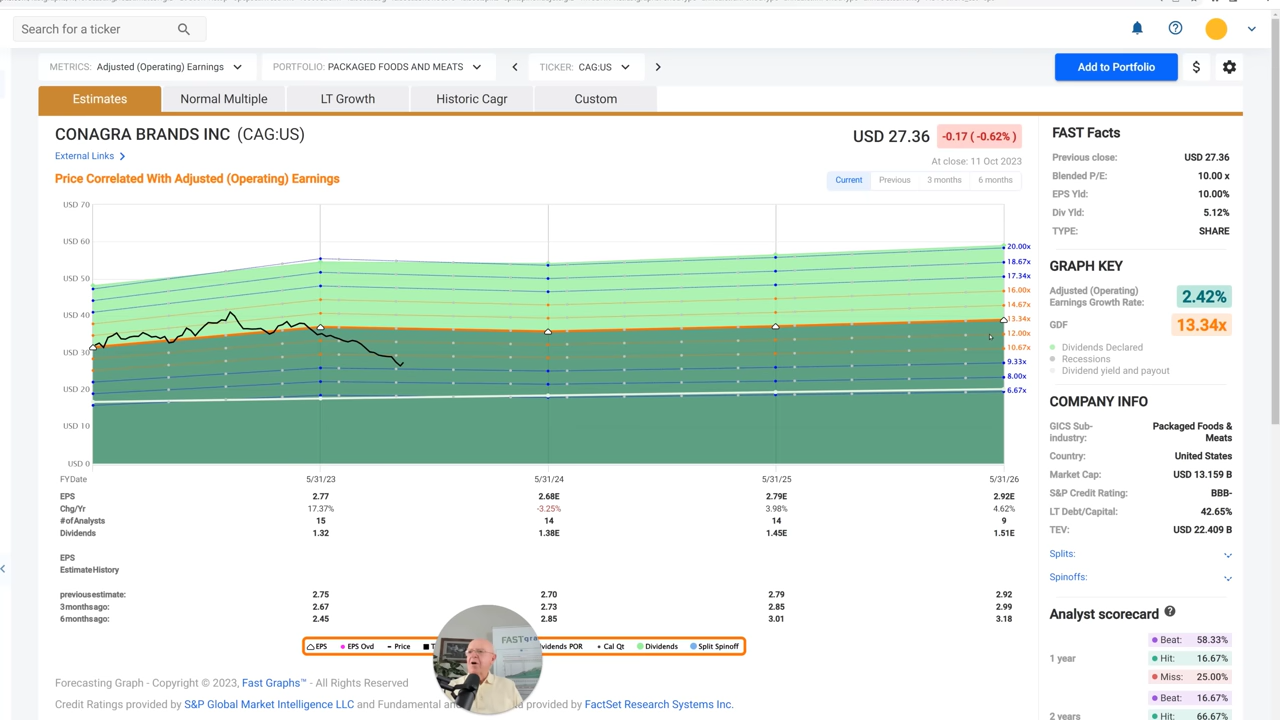 Search for a ticker
METRICS: Adjusted (Operating) Earnings PORTFOLIO: PACKAGED FOODS AND MEATS TICKER: CAG:US Add to Portfolio $
Estimates Normal Multiple LT Growth Historic Cagr Custom
CONAGRA BRANDS INC (CAG:US) USD 27.36 -0.17 ( -0.62% )
External Links At close: 11 Oct 2023
Price Correlated With Adjusted (Operating) Earnings Current Previous 3 months 6 months
USD 70
USD 60
USD 50
USD 40
USD 30
USD 20
USD 10
USD 0
20.00x
18.67x
17.34x
16.00x
14.67x
13.34x
12.00x
10.67x
9.33x
8.00x
6.67x
FYDate 5/31/23 5/31/24 5/31/25 5/31/26
EPS 2.77 2.68E 2.79E 2.92E
Chg/Yr 17.37% -3.25% 3.98% 4.62%
#ofAnalysts 15 14 14 9
Dividends 1.32 1.38E 1.45E 1.51E
EPS
EstimateHistory
previousestimate: 2.75 2.70 2.79 2.92
3monthsago: 2.67 2.73 2.85 2.99
6monthsago: 2.45 2.85 3.01 3.18
EPS EPS Ovd Price POR Cal Qt Dividends Split Spinoff
FAST
Forecasting Graph - Copyright © 2023, Fast Graphs™ - All Rights Reserved
Credit Ratings provided by S&P Global Market Intelligence LLC and Fundamental provided by FactSet Research Systems Inc.
FAST Facts
Previous close: USD 27.36
Blended P/E: 10.00 x
EPS Yld: 10.00%
Div Yld: 5.12%
TYPE: SHARE
GRAPH KEY
Adjusted (Operating)
Earnings Growth Rate: 2.42%
GDF 13.34x
Dividends Declared
Recessions
Dividend yield and payout
COMPANY INFO
GICS Sub-
industry: Packaged Foods &
Meats
Country: United States
Market Cap: USD 13.159 B
S&P Credit Rating: BBB-
LT Debt/Capital: 42.65%
TEV: USD 22.409 B
Splits:
Spinoffs:
Analyst scorecard
Beat: 58.33%
1 year Hit: 16.67%
Miss: 25.00%
Beat: 16.67%
2 years Hit: 66.67%